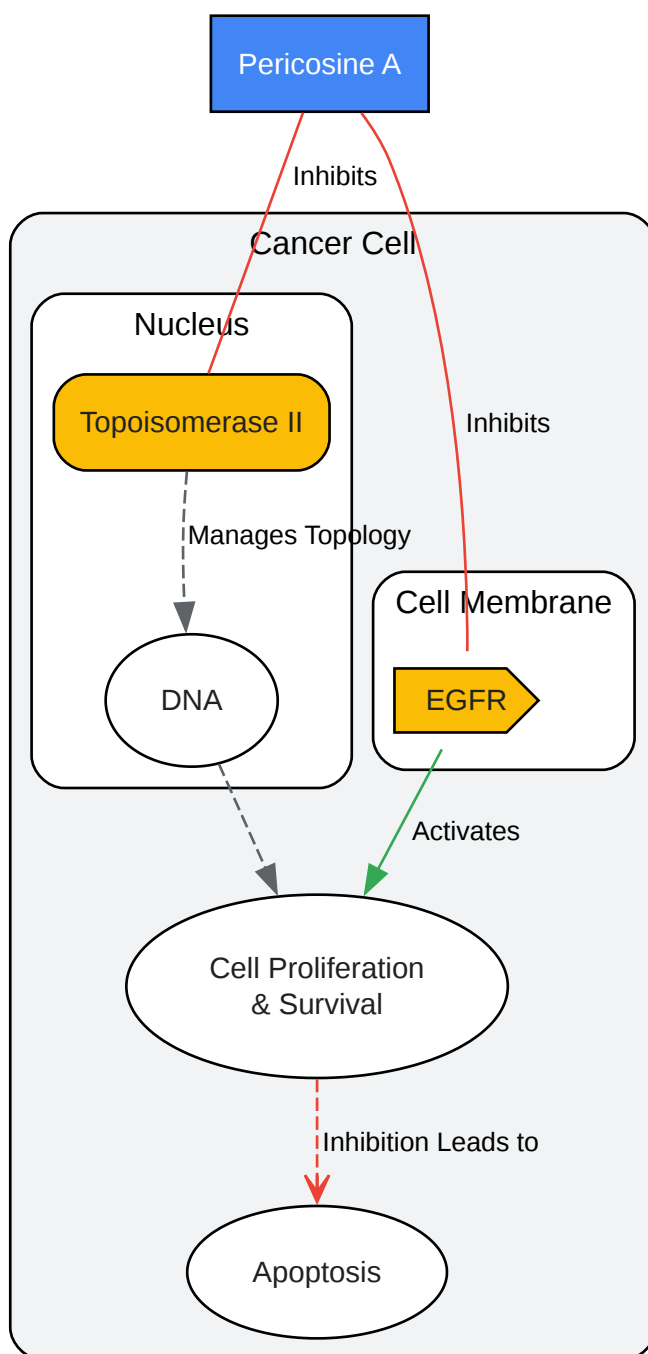 Pericosine A
Inhibits
Cancer Cell
Nucleus
Topoisomerase II
Inhibits
Manages Topology
Cell Membrane
DNA
EGFR
Activates
Cell Proliferation
& Survival
Inhibition Leads to
Apoptosis